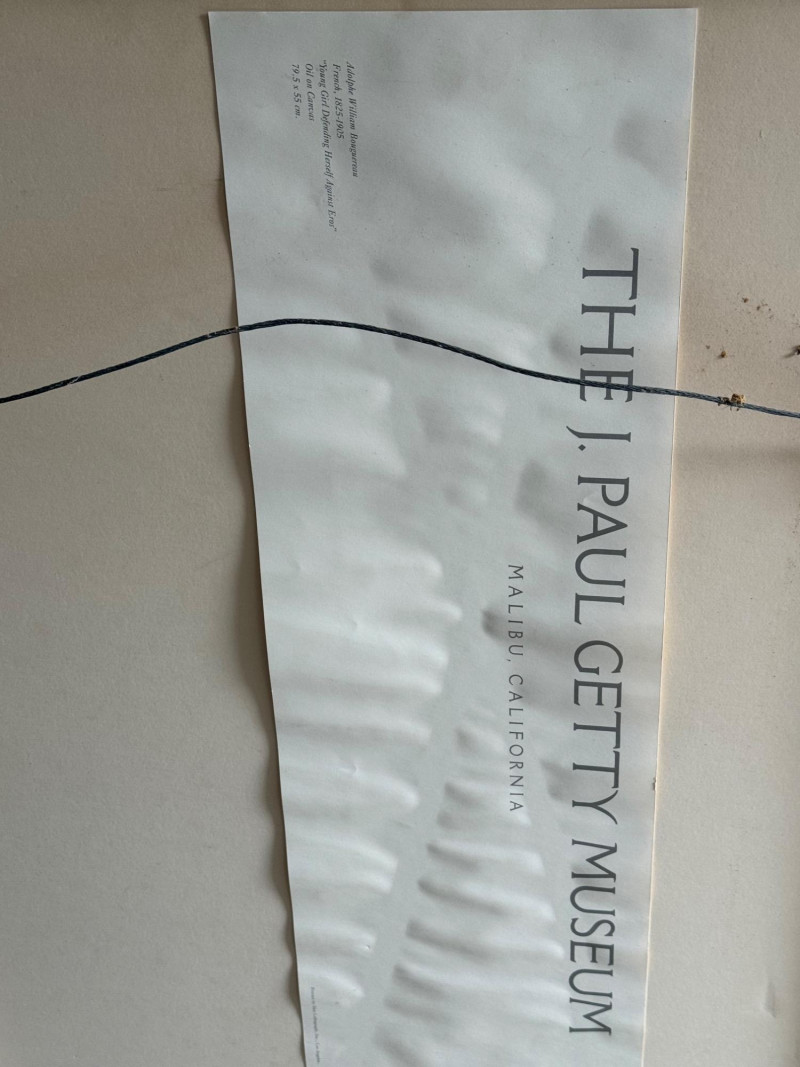 THE J. PAUL GETTY MUSEUM
MALIBU, CALIFORNIA
Adolphe William Bouguereau
French, 1825-1905
"Young Girl Defending Herself Against Eros"
Oil on Canvas
79.5 x 55 cm.